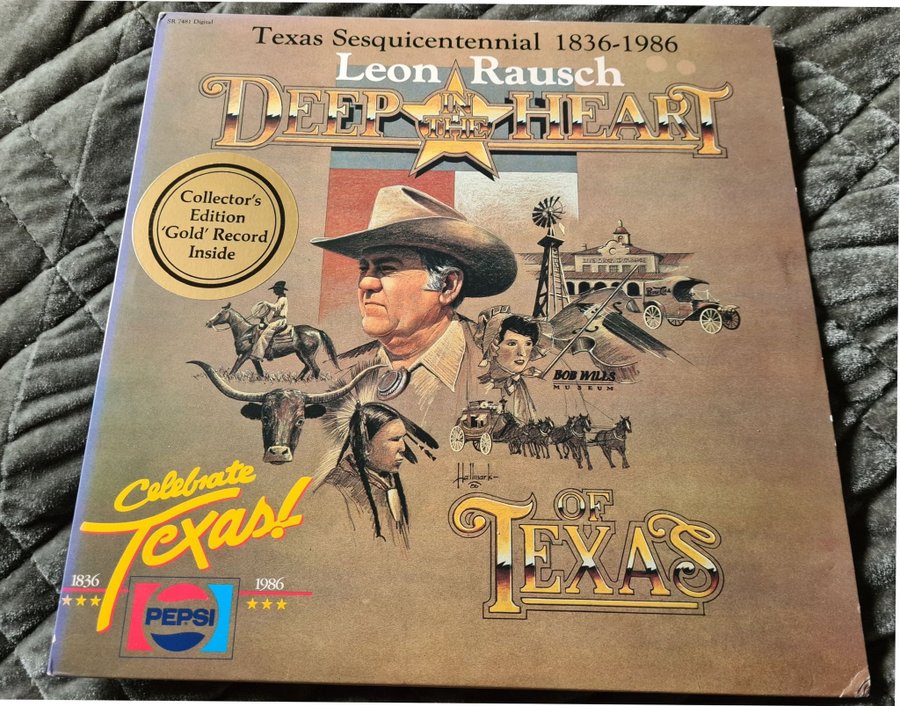 SR 7481 Digital
Texas Sesquicentennial 1836-1986
Leon Rausch
DEEP IN THE HEART
Collector's
Edition
'Gold' Record
Inside
BOB WILLS
MUSEUM
Hallmark
OF
TEXAS
Celebrate
Texas!
1836
1986
PEPSI